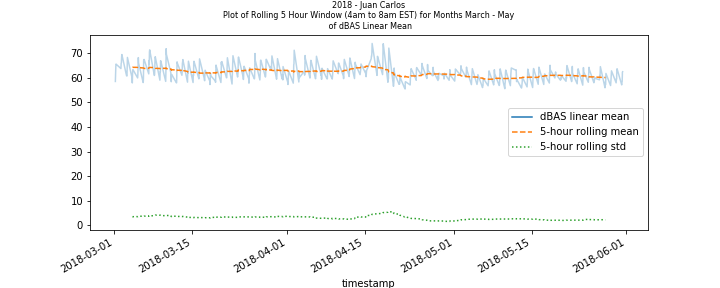 2018 - Juan Carlos
Plot of Rolling 5 Hour Window (4am to 8am EST) for Months March - May
of dBAS Linear Mean
70
60
50
40
30
20
10
0
dBAS linear mean
5-hour rolling mean
5-hour rolling std
2018-03-01
2018-03-15
2018-04-01
2018-04-15
2018-05-01
2018-05-15
2018-06-01
timestamp